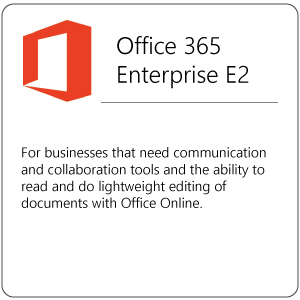 Office 365
Enterprise E2
For businesses that need communication
and collaboration tools and the ability to
read and do lightweight editing of
documents with Office Online.